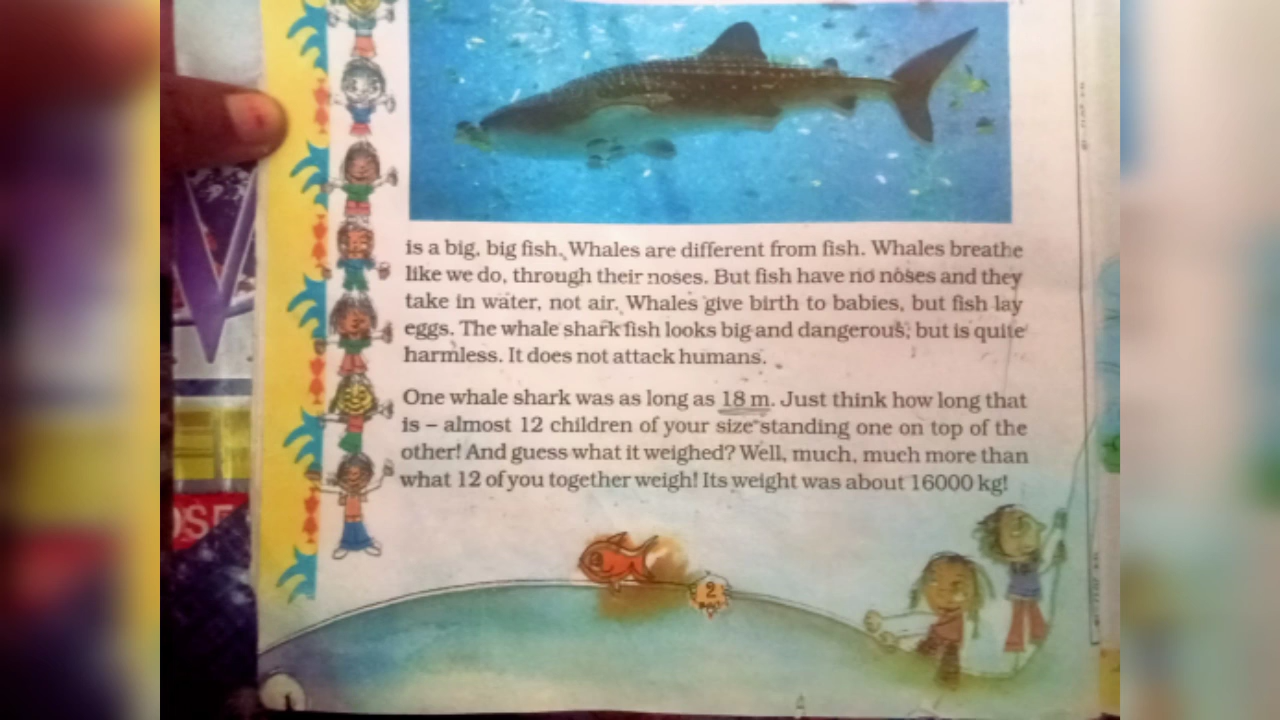 is a big, big fish. Whales are different from fish. Whales breathe
like we do, through their noses. But fish have no noses and they
take in water, not air. Whales give birth to babies, but fish lay
eggs. The whale shark fish looks big and dangerous, but is quite
harmless. It does not attack humans.
One whale shark was as long as 18 m. Just think how long that
is – almost 12 children of your size standing one on top of the
other! And guess what it weighed? Well, much, much more than
what 12 of you together weigh! Its weight was about 16000 kg!
2